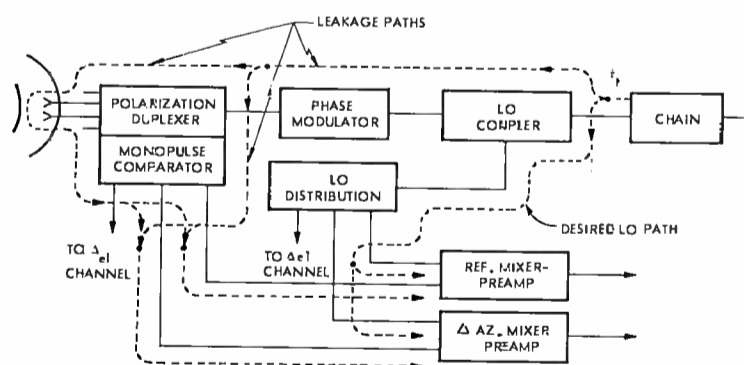 LEAKAGE PATHS
POLARIZATION
DUPLEXER
PHASE
MODULATOR
LO
COUPLER
CHAIN
MONOPULSE
COMPARATOR
LO
DISTRIBUTION
DESIRED LO PATH
TO Δel
CHANNEL
TO Δel
CHANNEL
REF. MIXER-
PREAMP
Δ AZ. MIXER
PREAMP